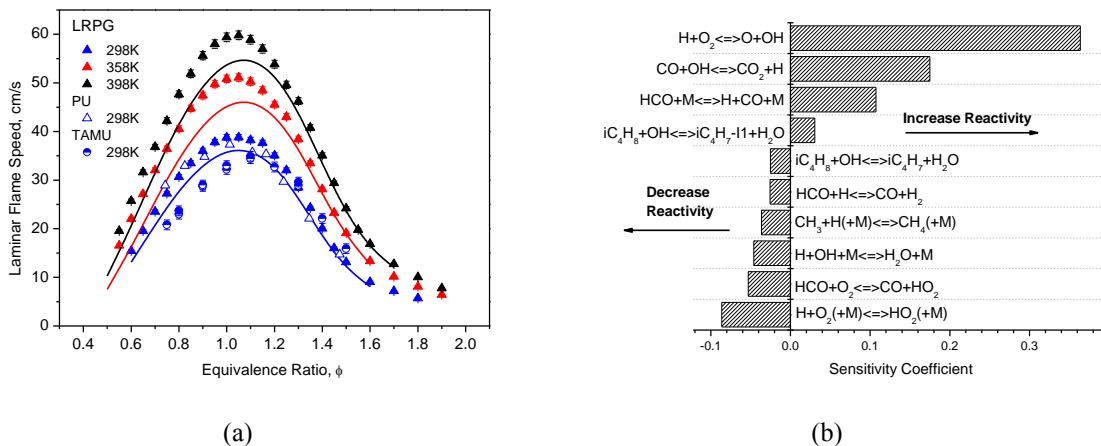 LRPG
298K
358K
398K
PU
298K
TAMU
298K
60
50
40
30
20
10
0
0.4 0.6 0.8 1.0 1.2 1.4 1.6 1.8 2.0
Laminar Flame Speed, cm/s
Equivalence Ratio, ϕ
(a)
H+O₂<=>O+OH
CO+OH<=>CO₂+H
HCO+M<=>H+CO+M
iC₄H₈+OH<=>iC₄H₇-I1+H₂O
Increase Reactivity
iC₄H₈+OH<=>iC₄H₇+H₂O
HCO+H<=>CO+H₂
Decrease
Reactivity
CH₃+H(+M)<=>CH₄(+M)
H+OH+M<=>H₂O+M
HCO+O₂<=>CO+HO₂
H+O₂(+M)<=>HO₂(+M)
-0.1 0.0 0.1 0.2 0.3
Sensitivity Coefficient
(b)